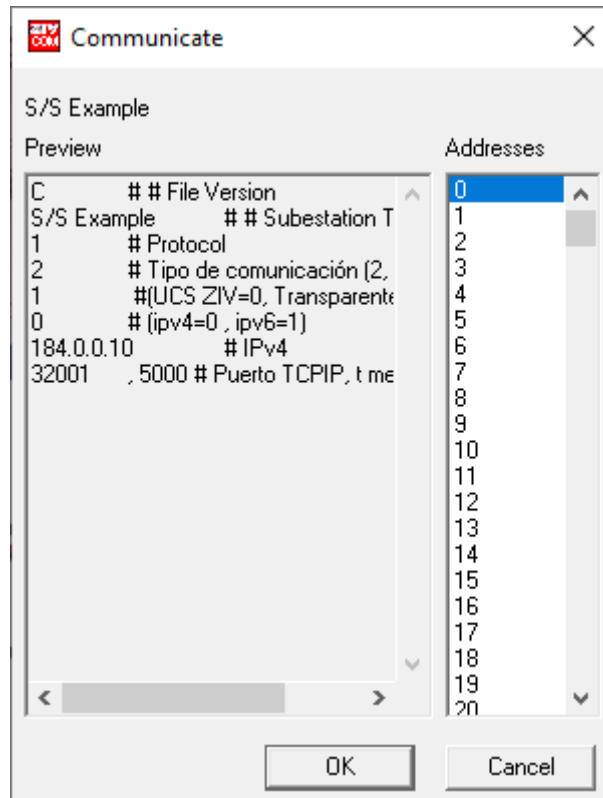 Communicate
S/S Example
Preview
C # # File Version
S/S Example # # Subestation T
1 # Protocol
2 # Tipo de comunicación (2,
1 #(UCS ZIV=0, Transparente
0 # (ipv4=0 , ipv6=1)
184.0.0.10 # IPv4
32001 , 5000 # Puerto TCPIP, t me
Addresses
0
1
2
3
4
5
6
7
8
9
10
11
12
13
14
15
16
17
18
19
20
OK
Cancel